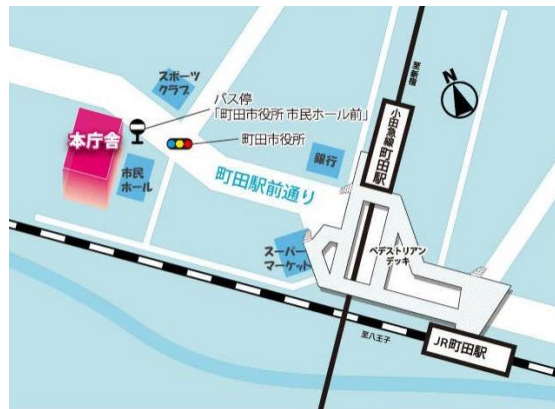 スポーツ
クラブ
バス停
「町田市役所 市民ホール前」
町田市役所
本庁舎
市民
ホール
町田駅前通り
銀行
至新宿
小田急線町田駅
N
スーパー
マーケット
ペデストリアン
デッキ
至八王子
JR町田駅